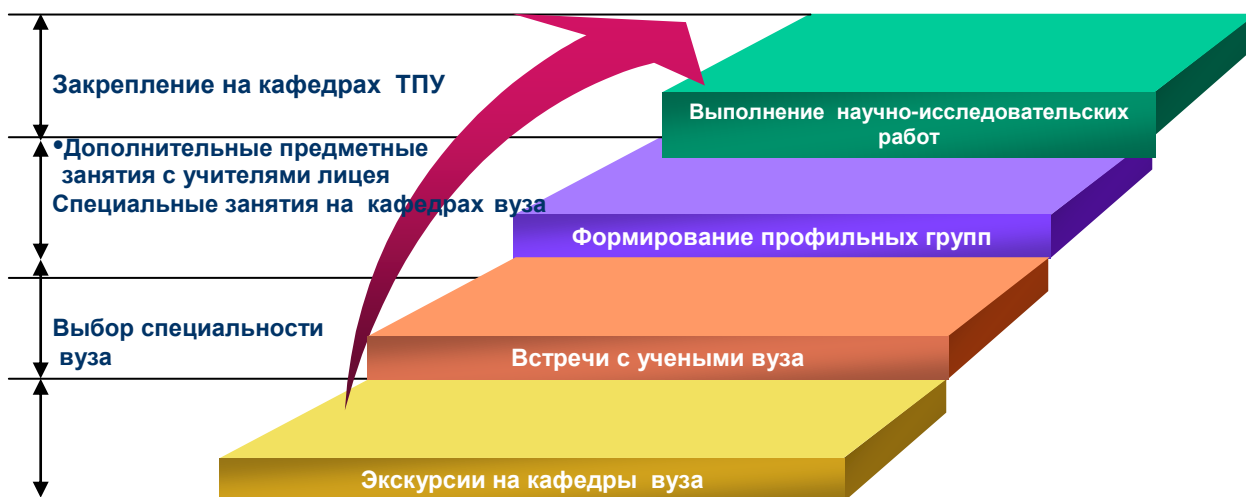 Закрепление на кафедрах ТПУ
Выполнение научно-исследовательских
работ
•Дополнительные предметные
занятия с учителями лицея
Специальные занятия на кафедрах вуза
Формирование профильных групп
Выбор специальности
вуза
Встречи с учеными вуза
Экскурсии на кафедры вуза